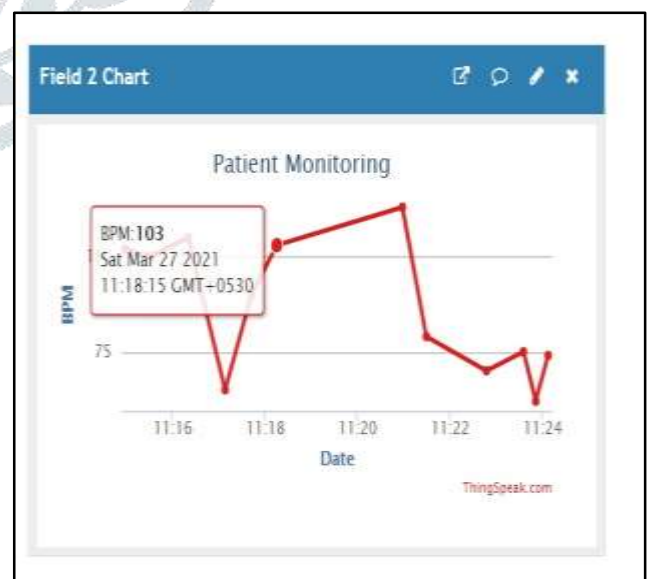 Field 2 Chart
Patient Monitoring
BPM:103
Sat Mar 27 2021
11:18:15 GMT+0530
BPM
75
11:16 11:18 11:20 11:22 11:24
Date
ThingSpeak.com